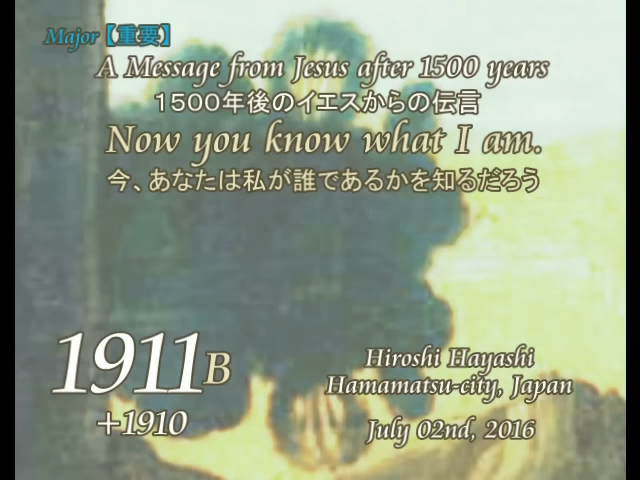 Major【重要】
A Message from Jesus after 1500 years
１５００年後のイエスからの伝言
Now you know what I am.
今、あなたは私が誰であるかを知るだろう
1911B
+1910
Hiroshi Hayashi
Hamamatsu-city, Japan
July 02nd, 2016